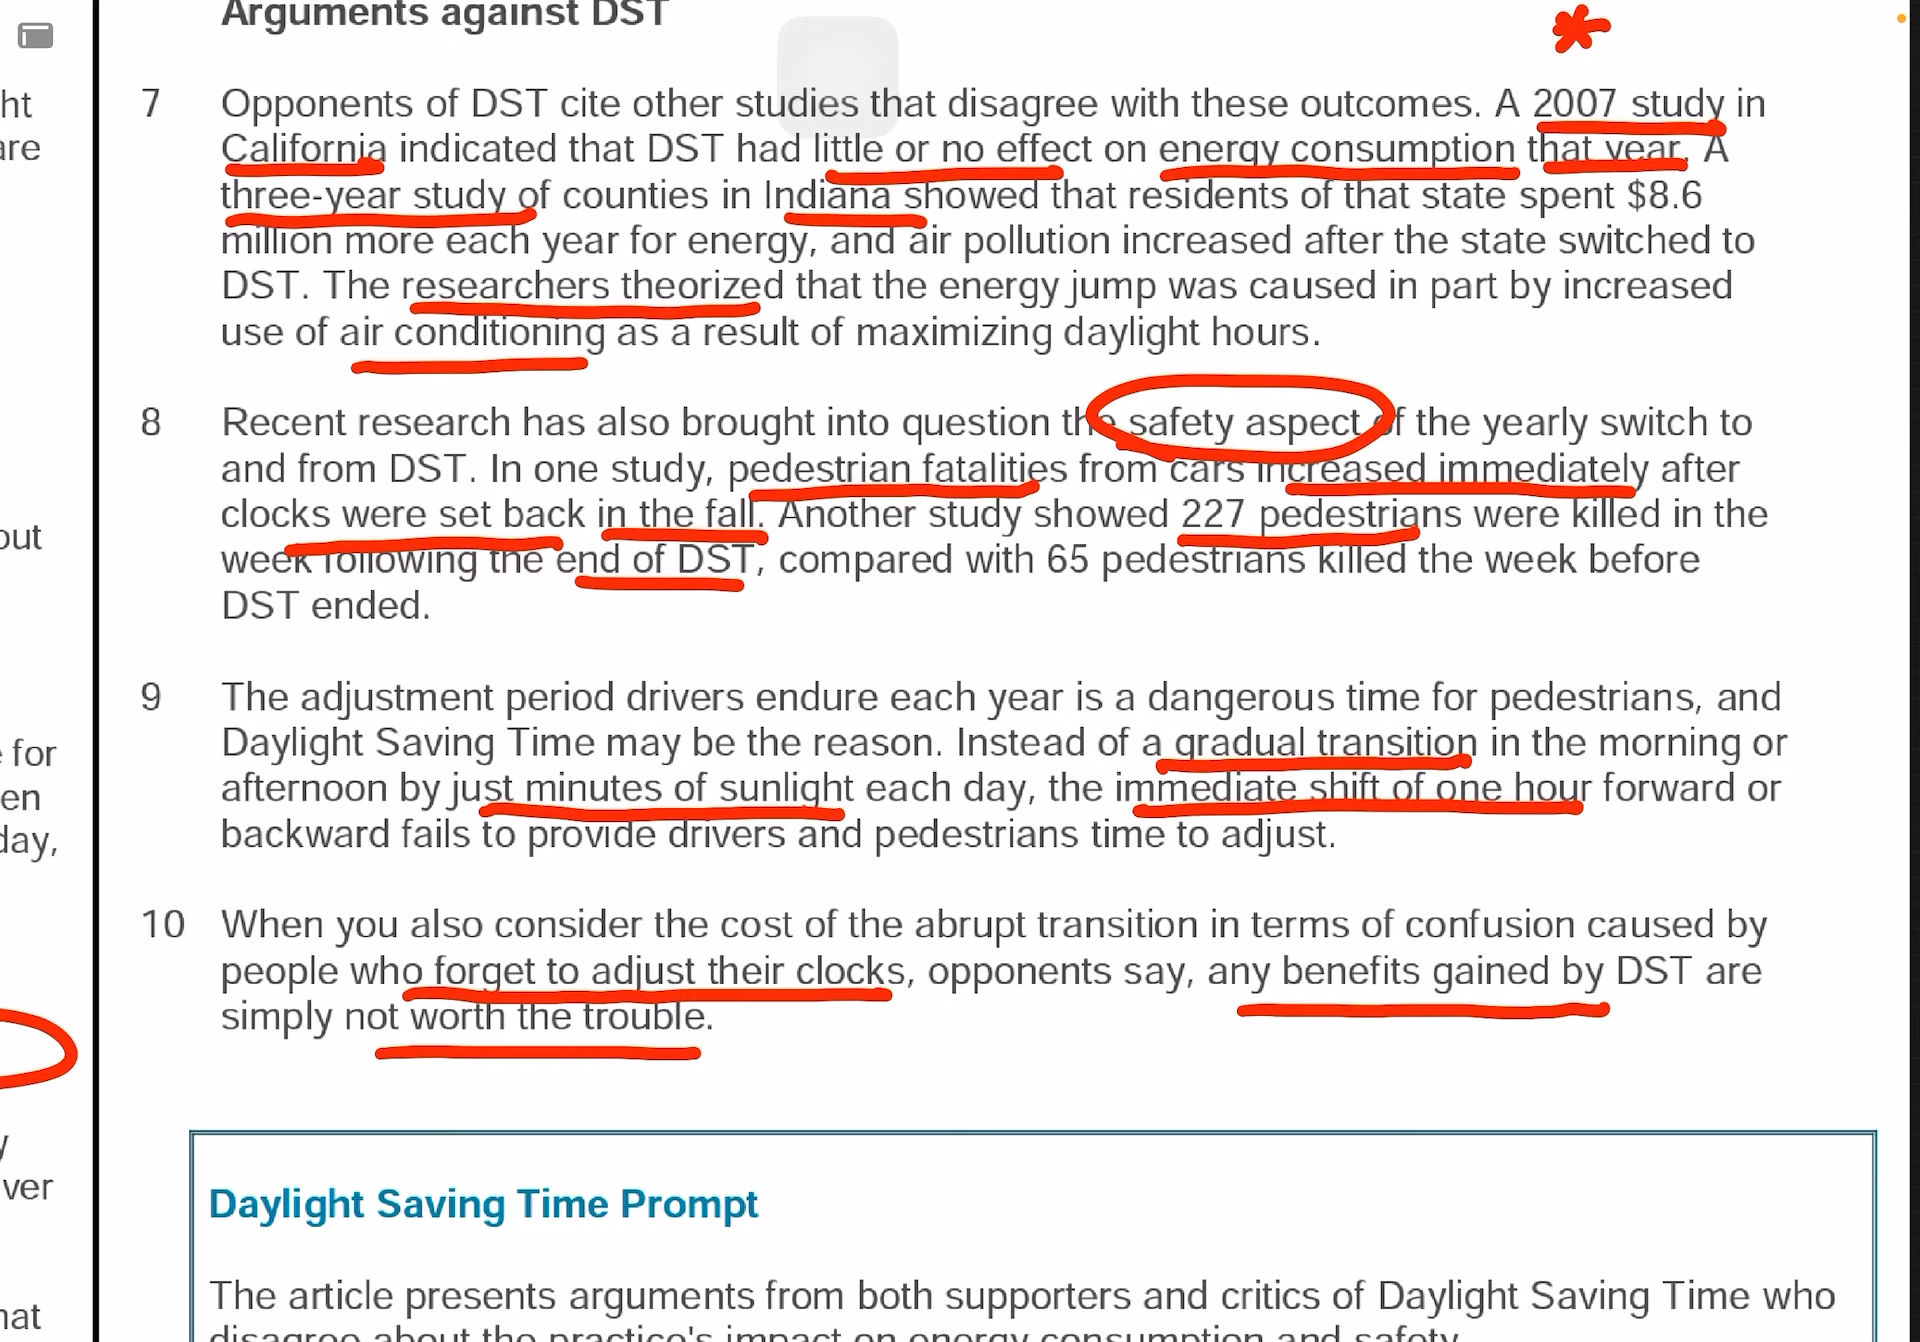 Arguments against DST
7 Opponents of DST cite other studies that disagree with these outcomes. A 2007 study in
California indicated that DST had little or no effect on energy consumption that year. A
three-year study of counties in Indiana showed that residents of that state spent $8.6
million more each year for energy, and air pollution increased after the state switched to
DST. The researchers theorized that the energy jump was caused in part by increased
use of air conditioning as a result of maximizing daylight hours.
8 Recent research has also brought into question the safety aspect of the yearly switch to
and from DST. In one study, pedestrian fatalities from cars increased immediately after
clocks were set back in the fall. Another study showed 227 pedestrians were killed in the
week following the end of DST, compared with 65 pedestrians killed the week before
DST ended.
9 The adjustment period drivers endure each year is a dangerous time for pedestrians, and
Daylight Saving Time may be the reason. Instead of a gradual transition in the morning or
afternoon by just minutes of sunlight each day, the immediate shift of one hour forward or
backward fails to provide drivers and pedestrians time to adjust.
10 When you also consider the cost of the abrupt transition in terms of confusion caused by
people who forget to adjust their clocks, opponents say, any benefits gained by DST are
simply not worth the trouble.
Daylight Saving Time Prompt
The article presents arguments from both supporters and critics of Daylight Saving Time who
disagree about the practice's impact on energy consumption and safety.
ht
are
out
for
en
day,
y
ver
hat